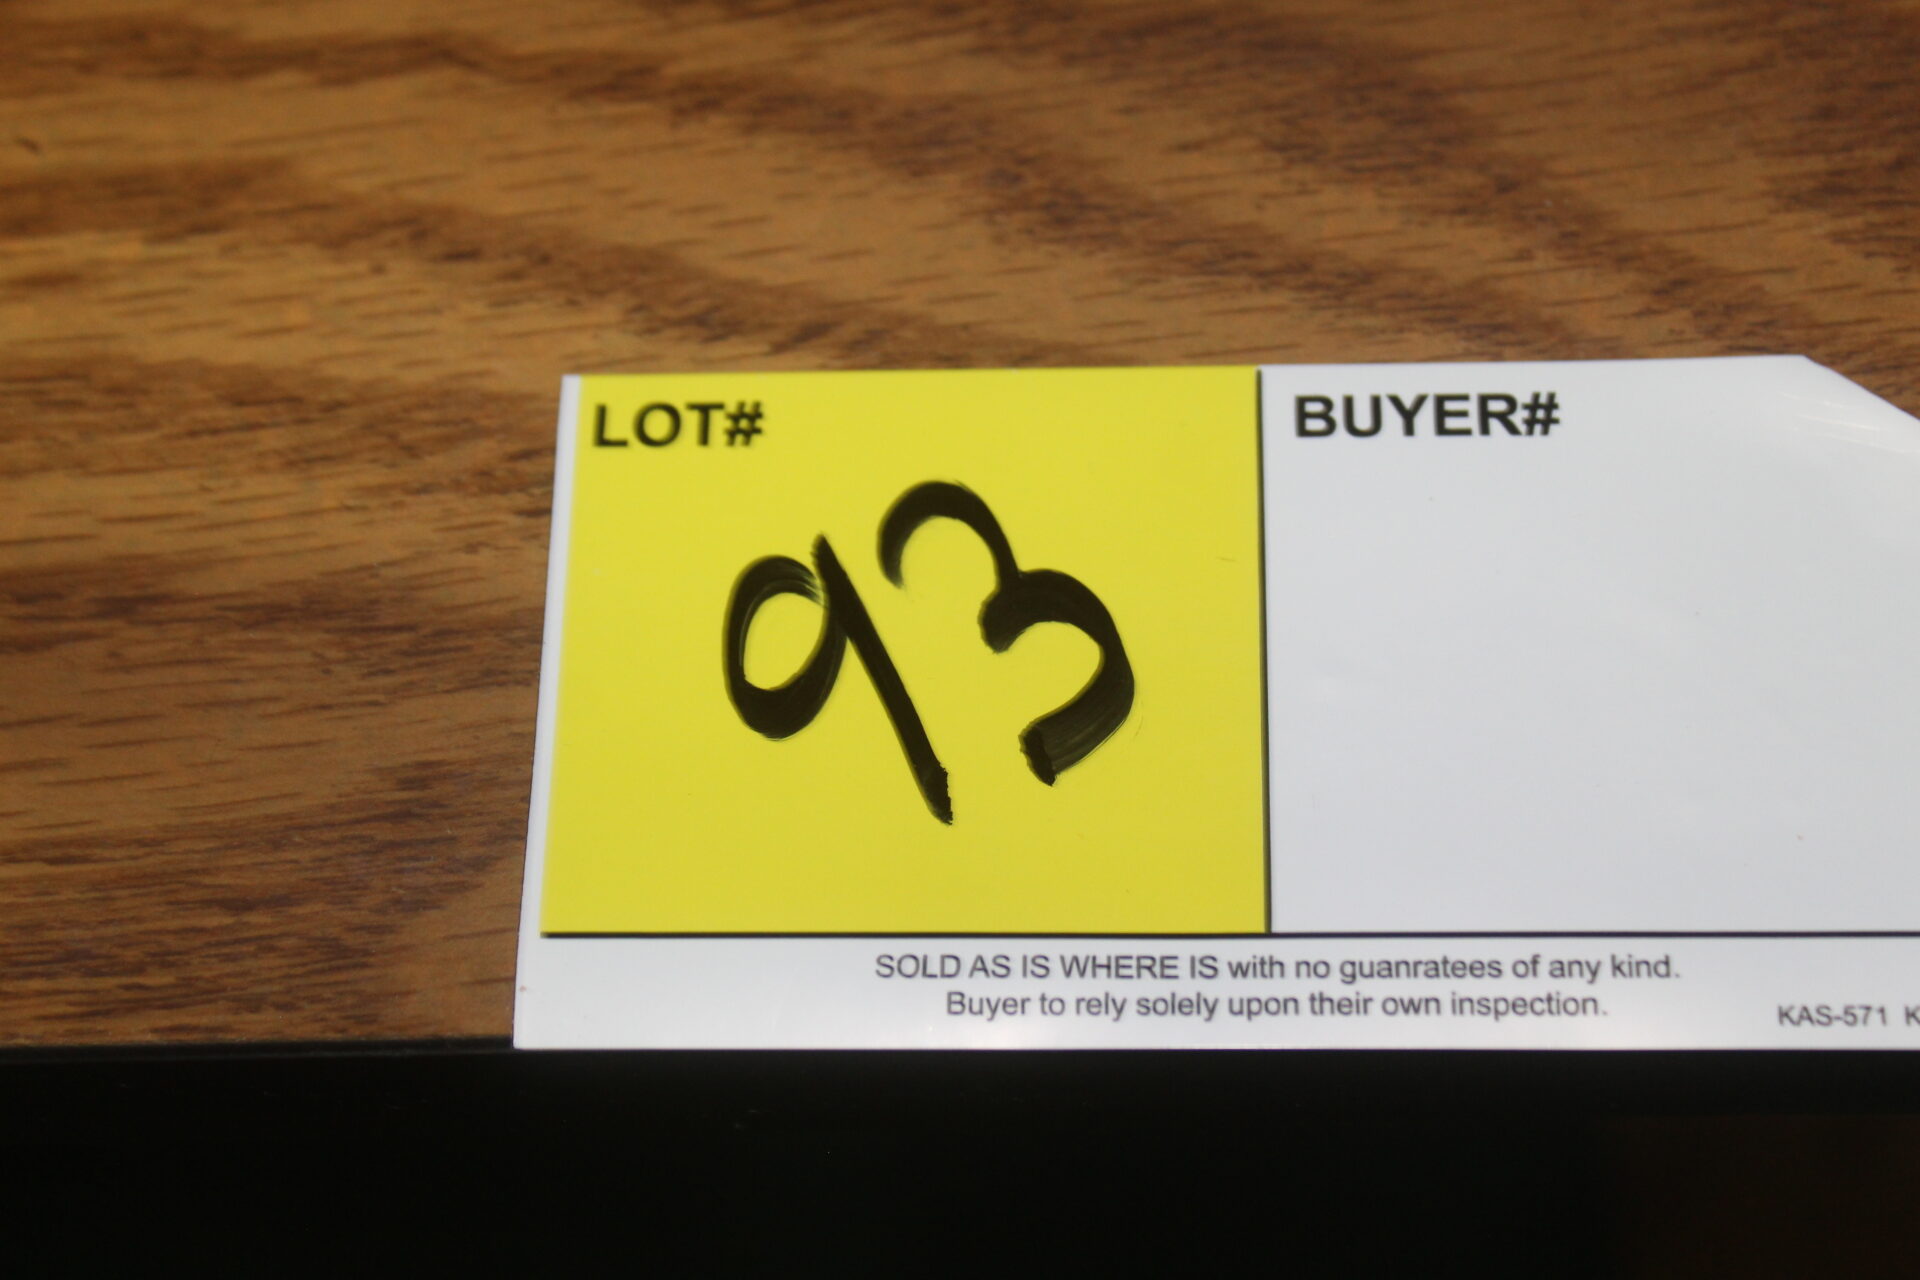 LOT# BUYER#
93
SOLD AS IS WHERE IS with no guanratees of any kind.
Buyer to rely solely upon their own inspection.
KAS-571